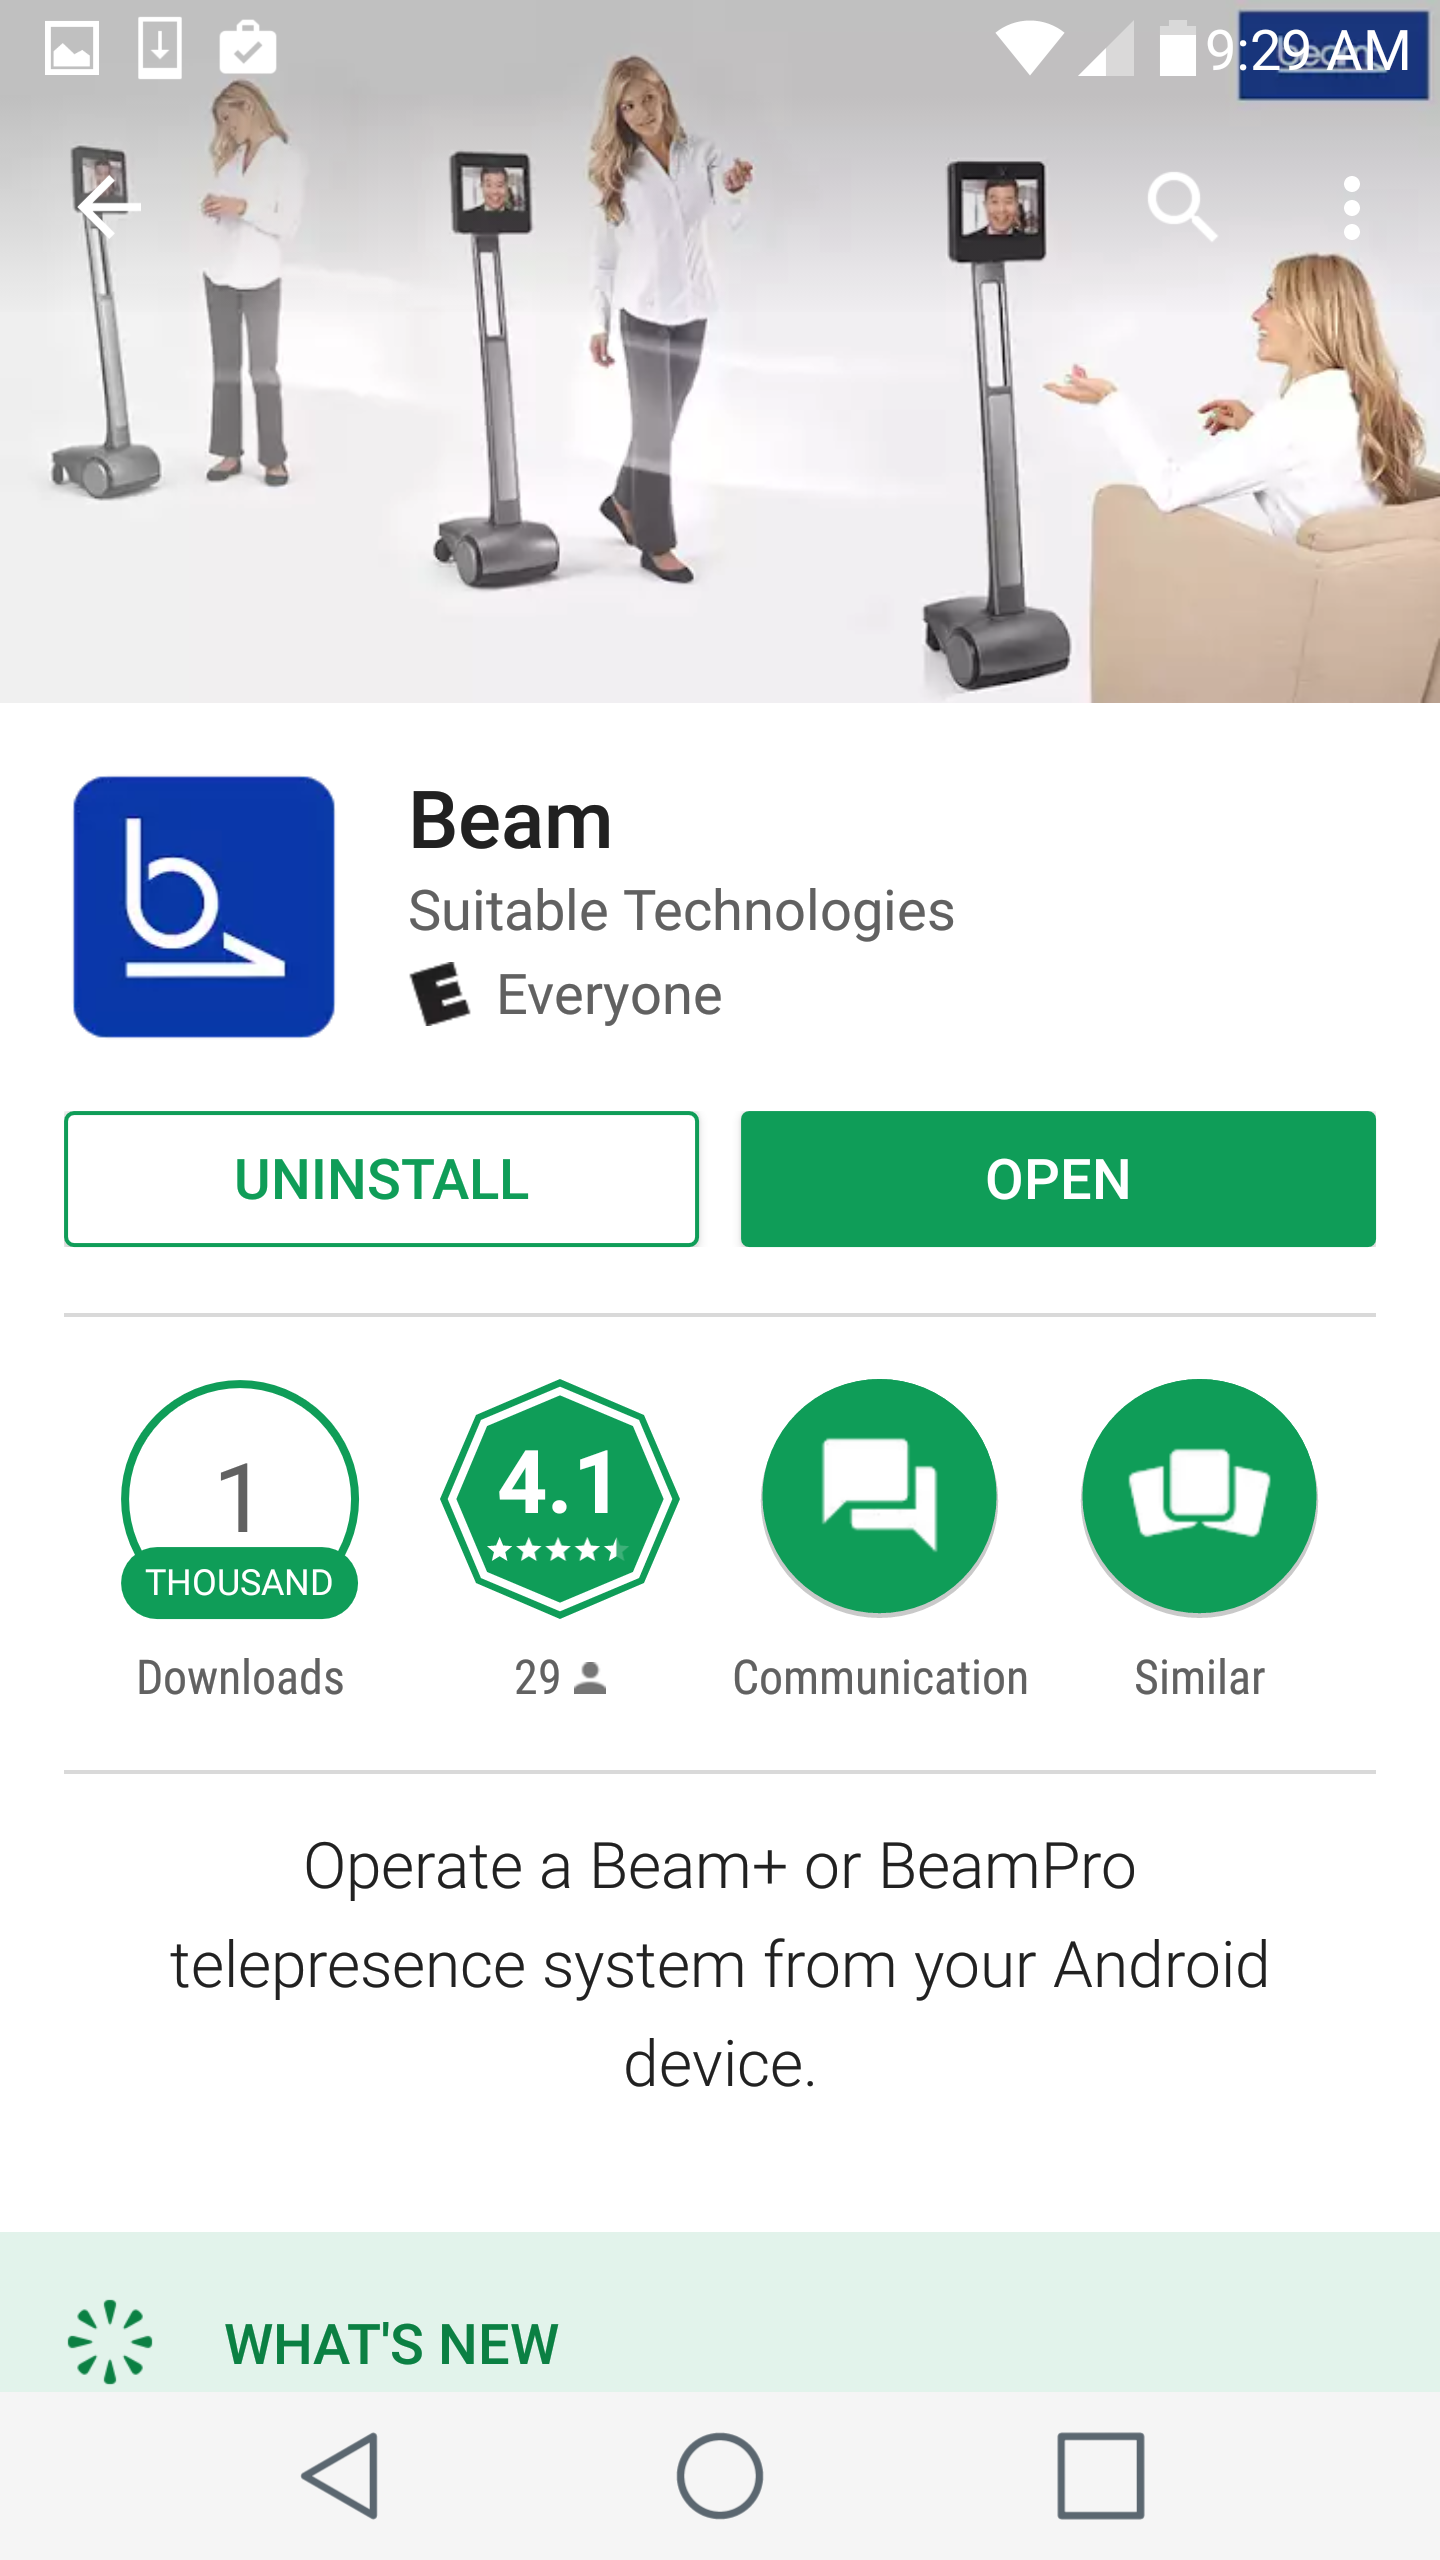 9:29 AM
beam
Beam
Suitable Technologies
E Everyone
UNINSTALL
OPEN
1
THOUSAND
4.1
Downloads
29
Communication
Similar
Operate a Beam+ or BeamPro
telepresence system from your Android
device.
WHAT'S NEW